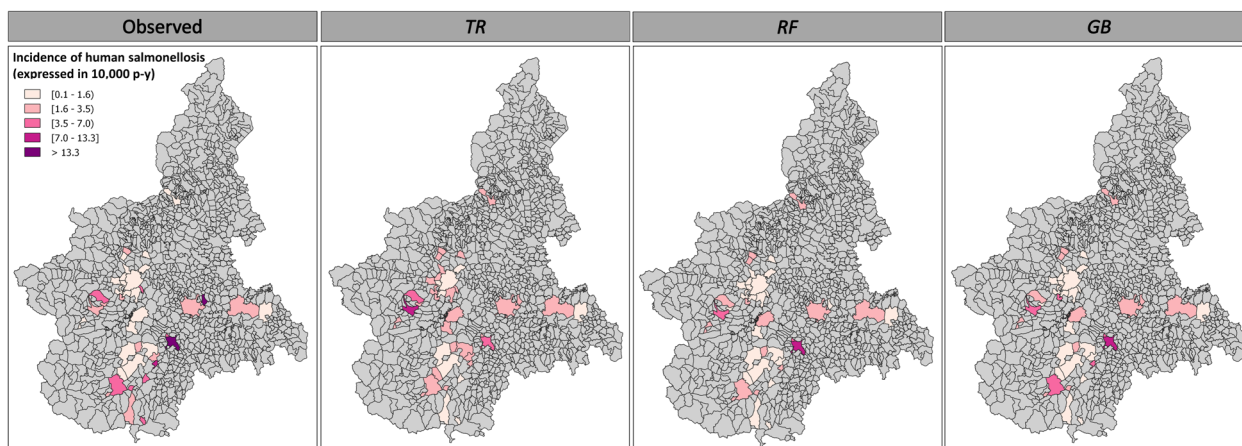 Observed
TR
RF
GB
Incidence of human salmonellosis
(expressed in 10,000 p-y)
[0.1 - 1.6)
[1.6 - 3.5)
[3.5 - 7.0)
[7.0 - 13.3]
> 13.3